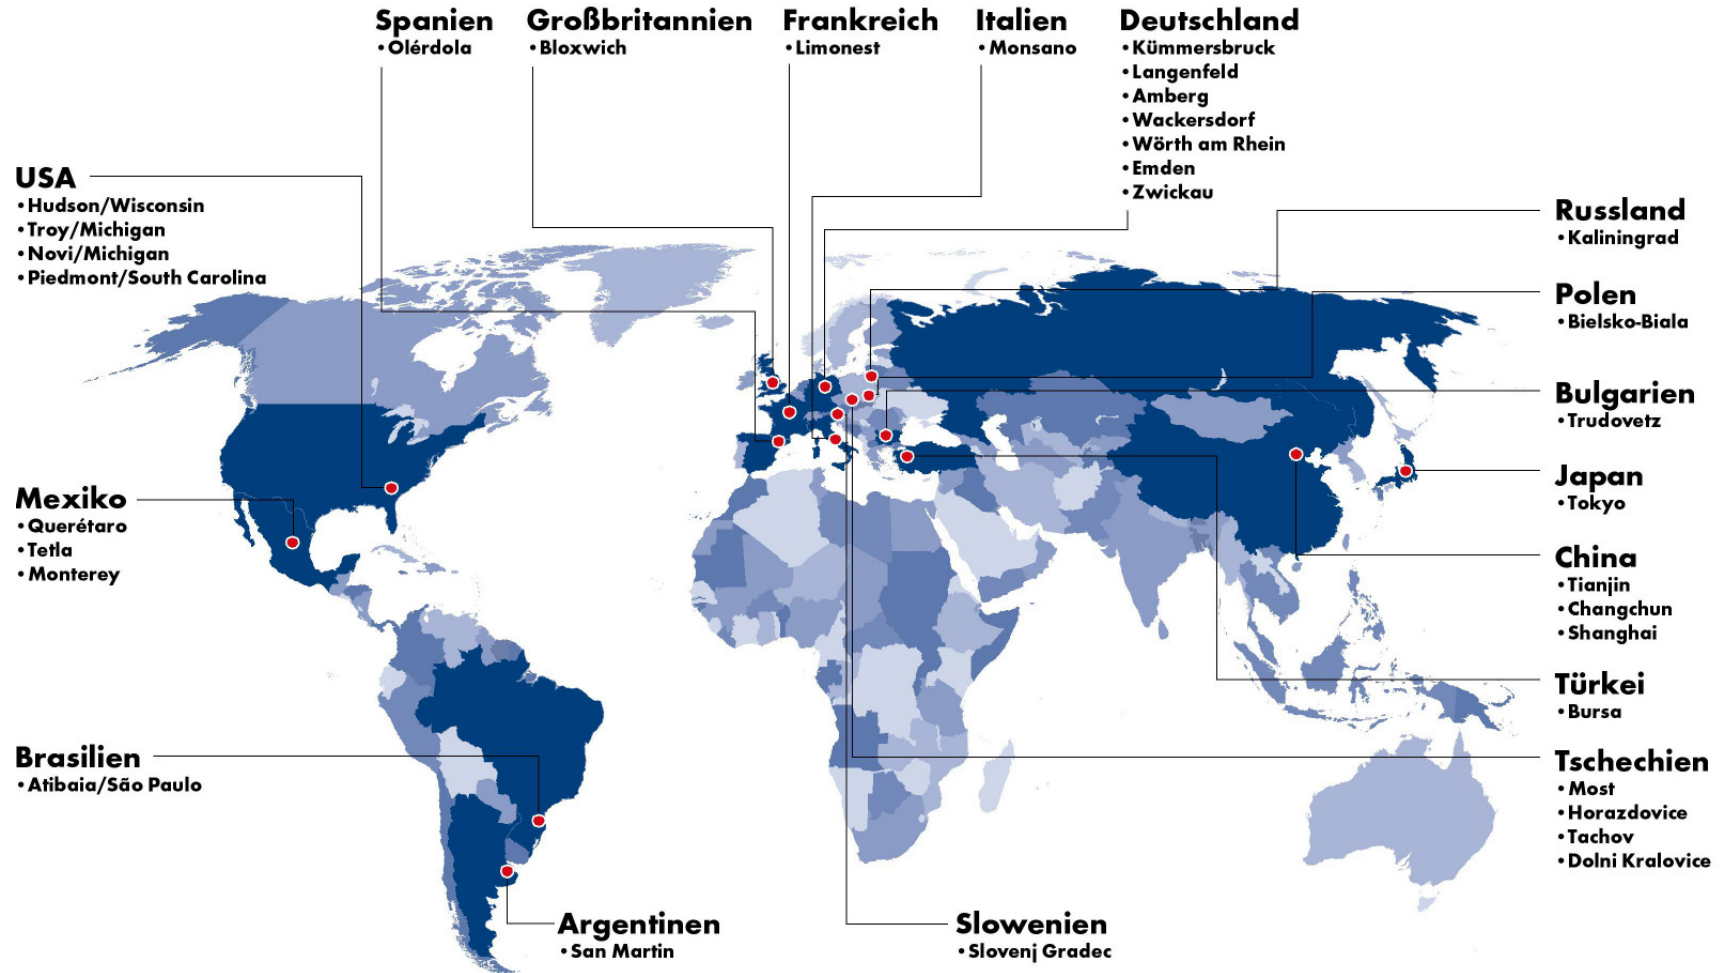 Spanien
• Olérdola
Großbritannien
• Bloxwich
Frankreich
• Limonest
Italien
• Monsano
Deutschland
• Kümmersbruck
• Langenfeld
• Amberg
• Wackersdorf
• Wörth am Rhein
• Emden
• Zwickau
USA
• Hudson/Wisconsin
• Troy/Michigan
• Novi/Michigan
• Piedmont/South Carolina
Mexiko
• Querétaro
• Tetla
• Monterey
Brasilien
• Atibaia/São Paulo
Argentinen
• San Martin
Slowenien
• Slovenj Gradec
Russland
• Kaliningrad
Polen
• Bielsko-Biala
Bulgarien
• Trudovetz
Japan
• Tokyo
China
• Tianjin
• Changchun
• Shanghai
Türkei
• Bursa
Tschechien
• Most
• Horazdovice
• Tachov
• Dolni Kralovice